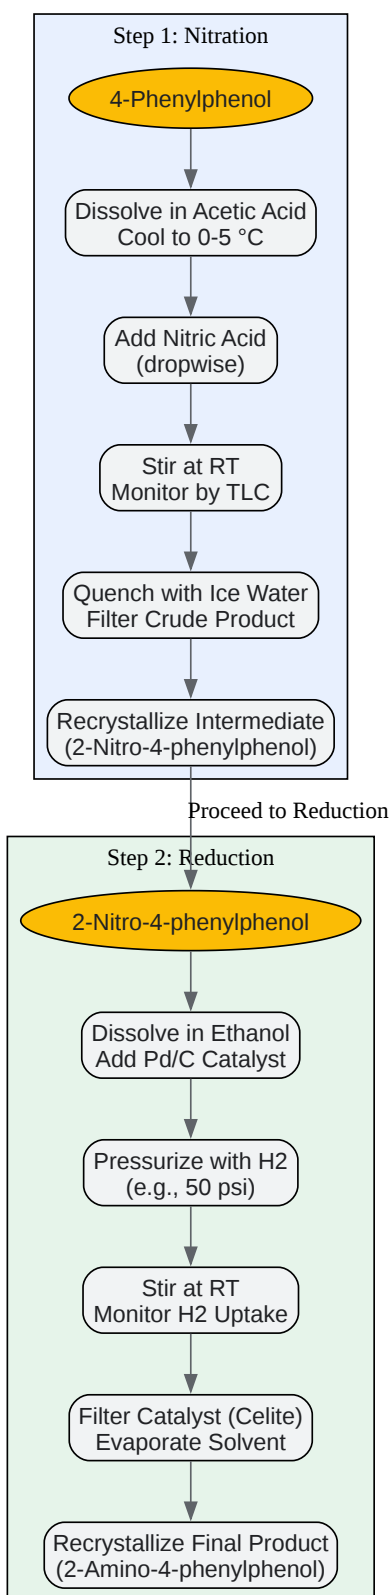 Step 1: Nitration
4-Phenylphenol
Dissolve in Acetic Acid
Cool to 0-5 °C
Add Nitric Acid
(dropwise)
Stir at RT
Monitor by TLC
Quench with Ice Water
Filter Crude Product
Recrystallize Intermediate
(2-Nitro-4-phenylphenol)
Proceed to Reduction
Step 2: Reduction
2-Nitro-4-phenylphenol
Dissolve in Ethanol
Add Pd/C Catalyst
Pressurize with H2
(e.g., 50 psi)
Stir at RT
Monitor H2 Uptake
Filter Catalyst (Celite)
Evaporate Solvent
Recrystallize Final Product
(2-Amino-4-phenylphenol)